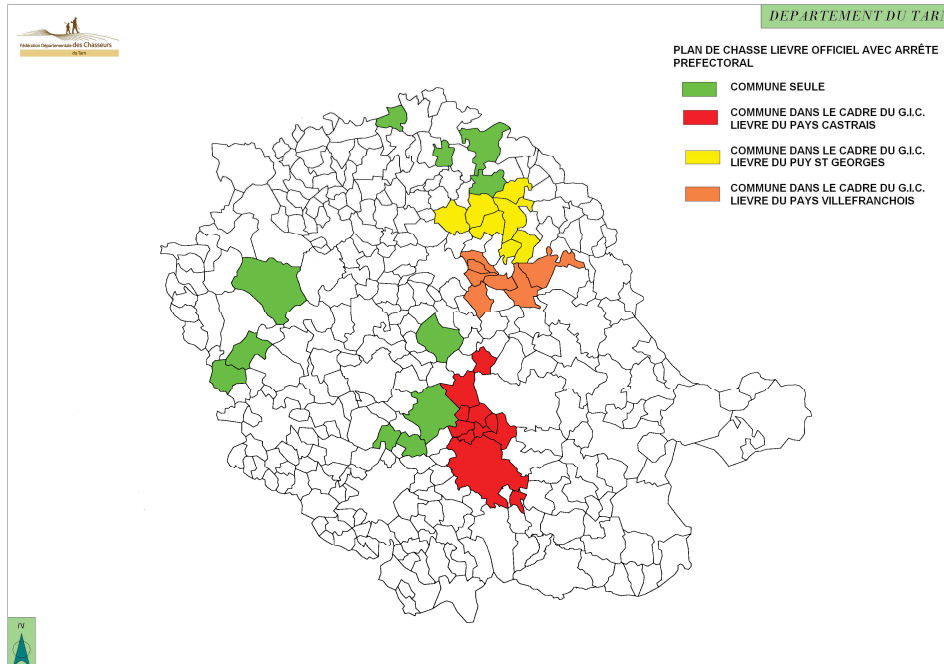 Fédération Départementale des Chasseurs
du Tarn
DEPARTEMENT DU TARN
PLAN DE CHASSE LIEVRE OFFICIEL AVEC ARRÊTE
PREFECTORAL
COMMUNE SEULE
COMMUNE DANS LE CADRE DU G.I.C.
LIEVRE DU PAYS CASTRAIS
COMMUNE DANS LE CADRE DU G.I.C.
LIEVRE DU PUY ST GEORGES
COMMUNE DANS LE CADRE DU G.I.C.
LIEVRE DU PAYS VILLEFRANCHOIS
N